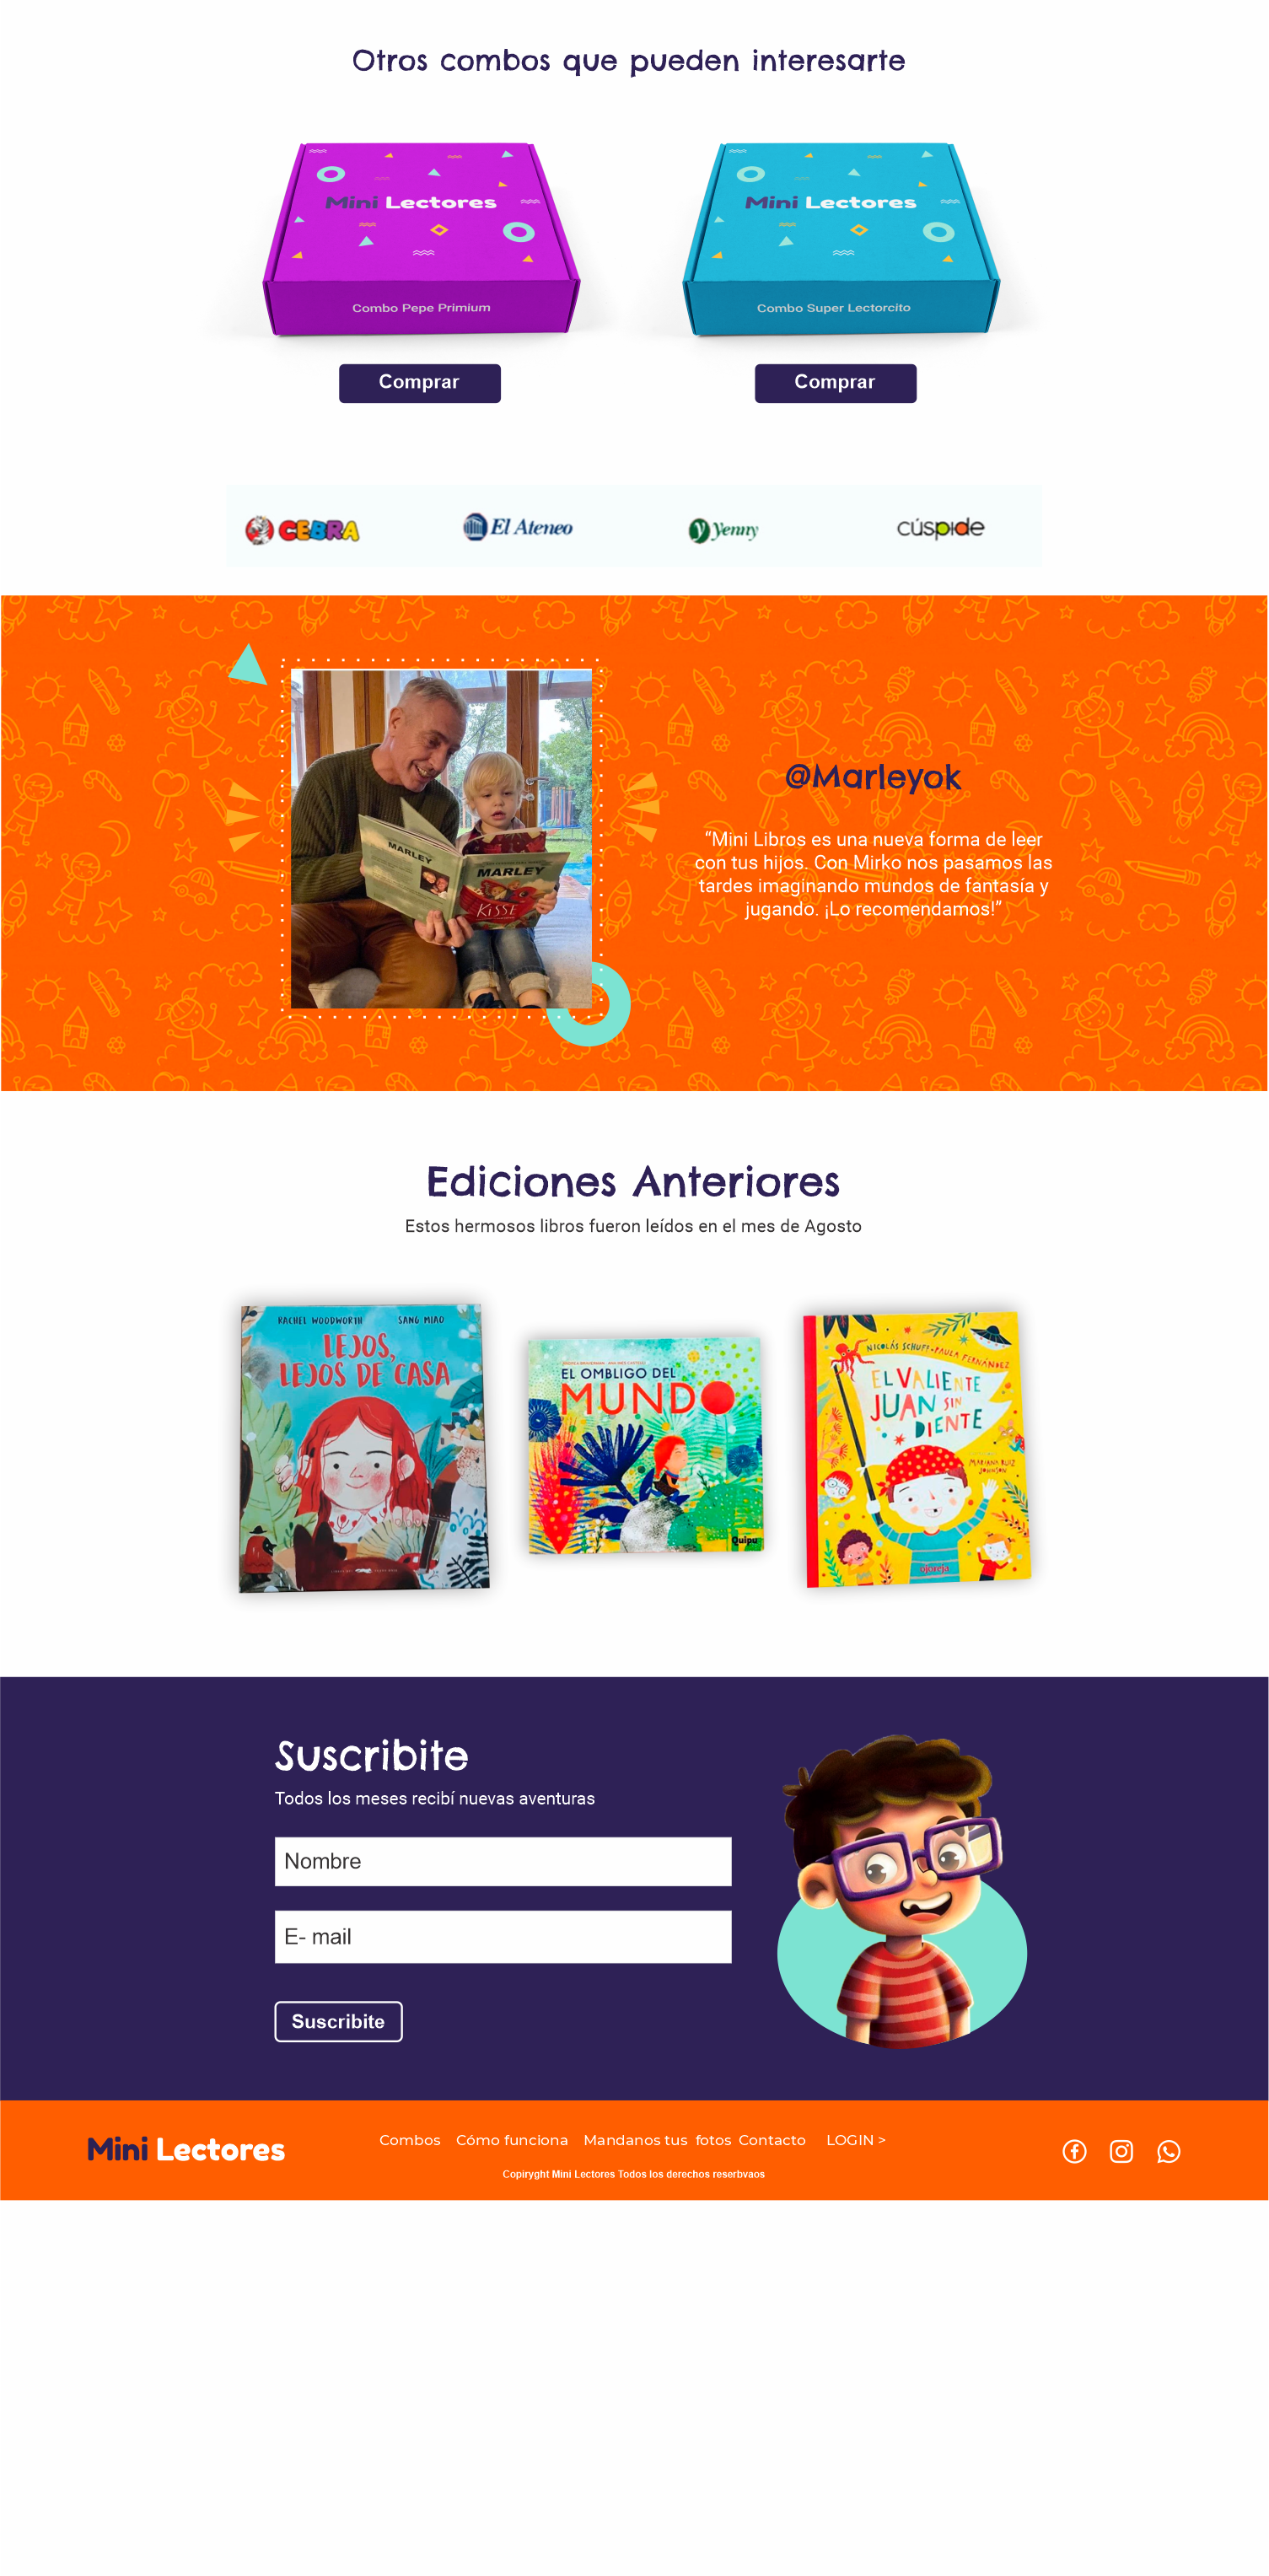 Otros combos que pueden interesarte
Mini Lectores
Combo Pepe Primium
Mini Lectores
Combo Super Lectorcito
Comprar
Comprar
CEBRA
El Ateneo
y yenny
cúspide
MARLEY
MARLEY
KISSE
@Marleyok
“Mini Libros es una nueva forma de leer
con tus hijos. Con Mirko nos pasamos las
tardes imaginando mundos de fantasía y
jugando. ¡Lo recomendamos!”
Ediciones Anteriores
Estos hermosos libros fueron leídos en el mes de Agosto
RACHEL WOODWORTH SANG MIAO
LEJOS,
LEJOS DE CASA
EL OMBLIGO DEL
MUNDO
Quipu
NICOLÁS SCHUFF • PAULA FERNÁNDEZ
EL VALIENTE
JUAN SIN
DIENTE
MARIANA RUIZ
JOHNSON
ojoreja
Suscribite
Todos los meses recibí nuevas aventuras
Nombre
E- mail
Suscribite
Mini Lectores
Combos Cómo funciona Mandanos tus fotos Contacto LOGIN >
Copiryght Mini Lectores Todos los derechos reserbvaos